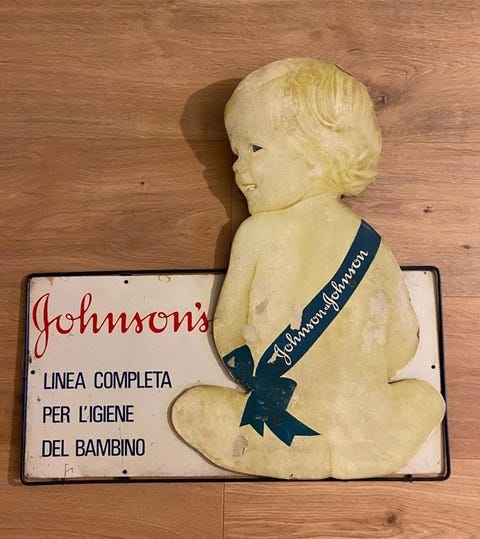 Johnson's
LINEA COMPLETA
PER L'IGIENE
DEL BAMBINO
Johnson & Johnson